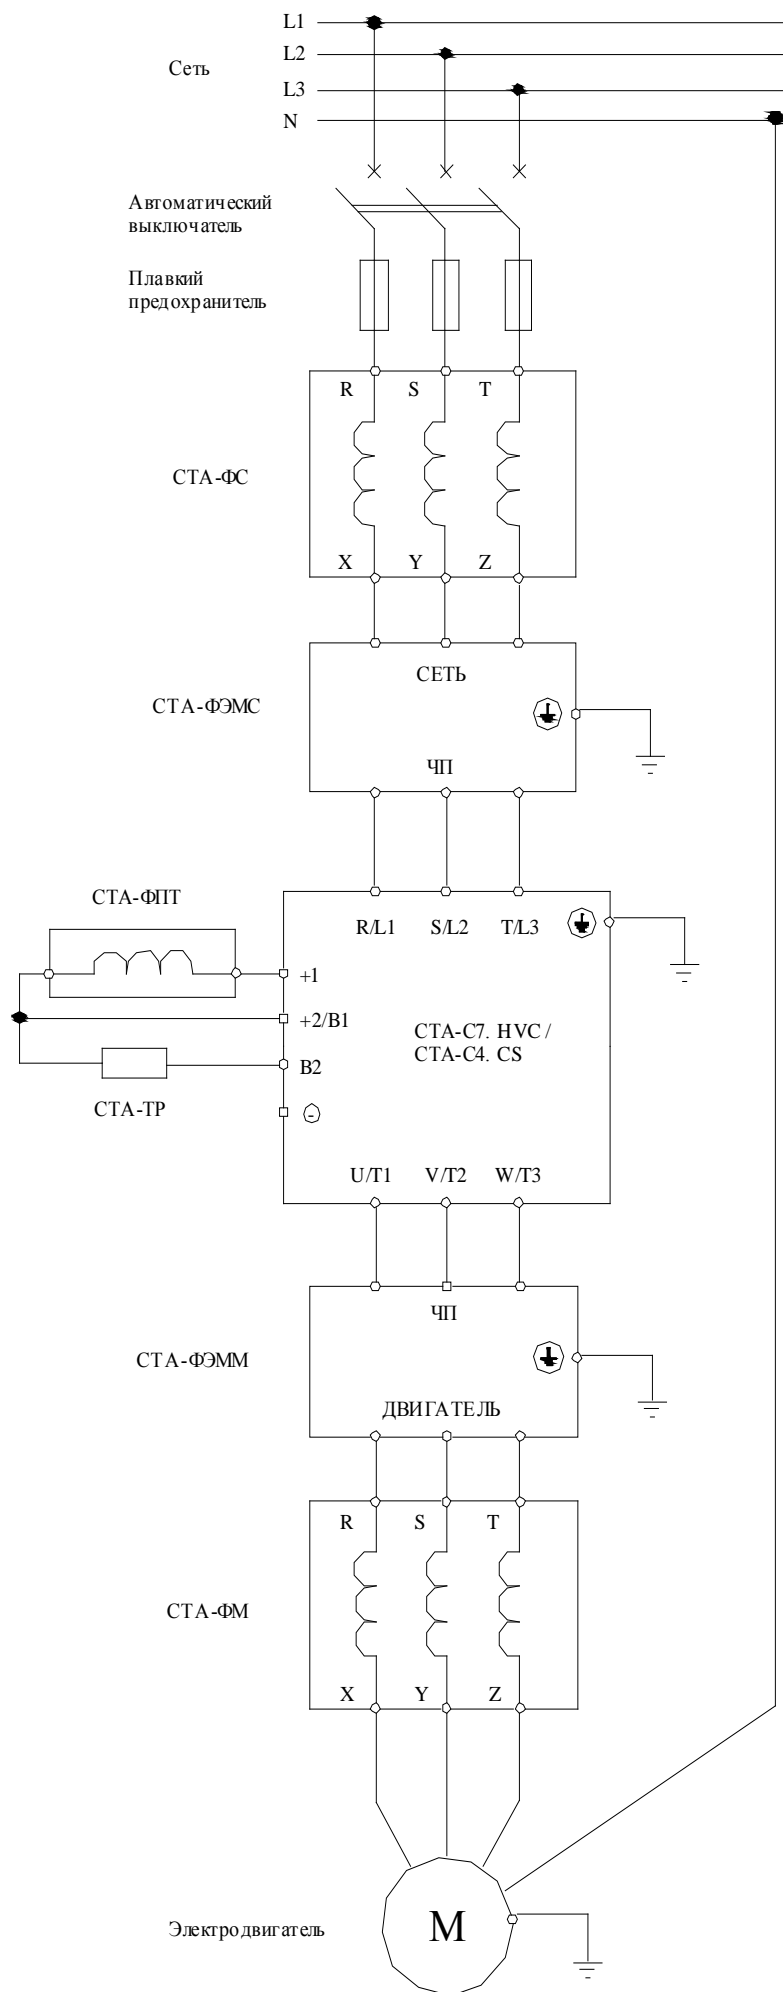 L1
L2
Сеть
L3
N
Автоматический
выключатель
Плавкий
предохранитель
R S T
СТА-ФС
X Y Z
СЕТЬ
СТА-ФЭМС
ЧП
СТА-ФПТ
R/L1 S/L2 T/L3
+1
+2/B1
СТА-С7. HVC /
СТА-С4. CS
B2
СТА-ТР
-
U/T1 V/T2 W/T3
ЧП
СТА-ФЭММ
ДВИГАТЕЛЬ
R S T
СТА-ФМ
X Y Z
Электродвигатель
M